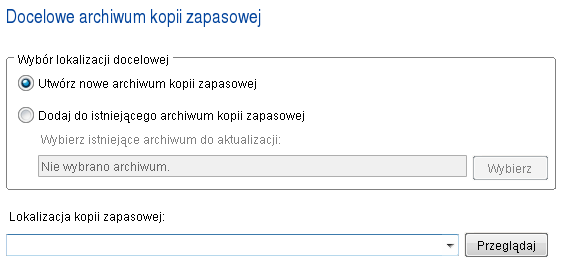 Docelowe archiwum kopii zapasowej
Wybór lokalizacji docelowej
Utwórz nowe archiwum kopii zapasowej
Dodaj do istniejącego archiwum kopii zapasowej
Wybierz istniejące archiwum do aktualizacji:
Nie wybrano archiwum.
Wybierz
Lokalizacja kopii zapasowej:
Przeglądaj